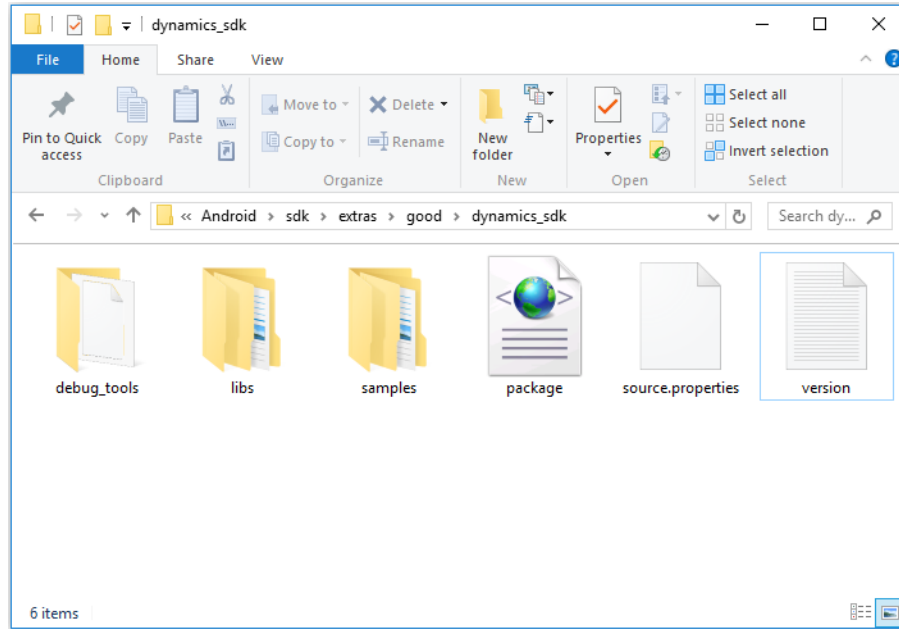 dynamics_sdk
File Home Share View
Pin to Quick access
Copy
Paste
Clipboard
Move to
Copy to
Delete
Rename
Organize
New folder
New
Properties
Open
Select all
Select none
Invert selection
Select
« Android > sdk > extras > good > dynamics_sdk
Search dy...
debug_tools
libs
samples
package
source.properties
version
6 items